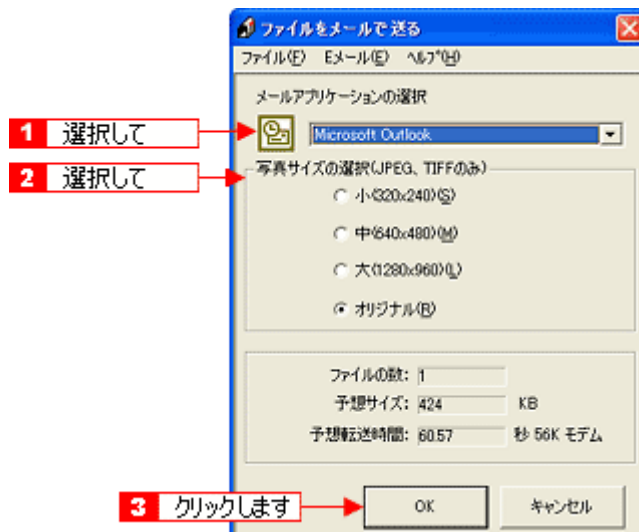 ファイルをメールで送る
ファイル(F) Eメール(E) ヘルプ(H)
メールアプリケーションの選択
1 選択して
Microsoft Outlook
2 選択して
写真サイズの選択(JPEG、TIFFのみ)
小(320x240)(S)
中(640x480)(M)
大(1280x960)(L)
オリジナル(R)
ファイルの数: 1
予想サイズ: 424 KB
予想転送時間: 60.57 秒 56K モデム
3 クリックします
OK キャンセル